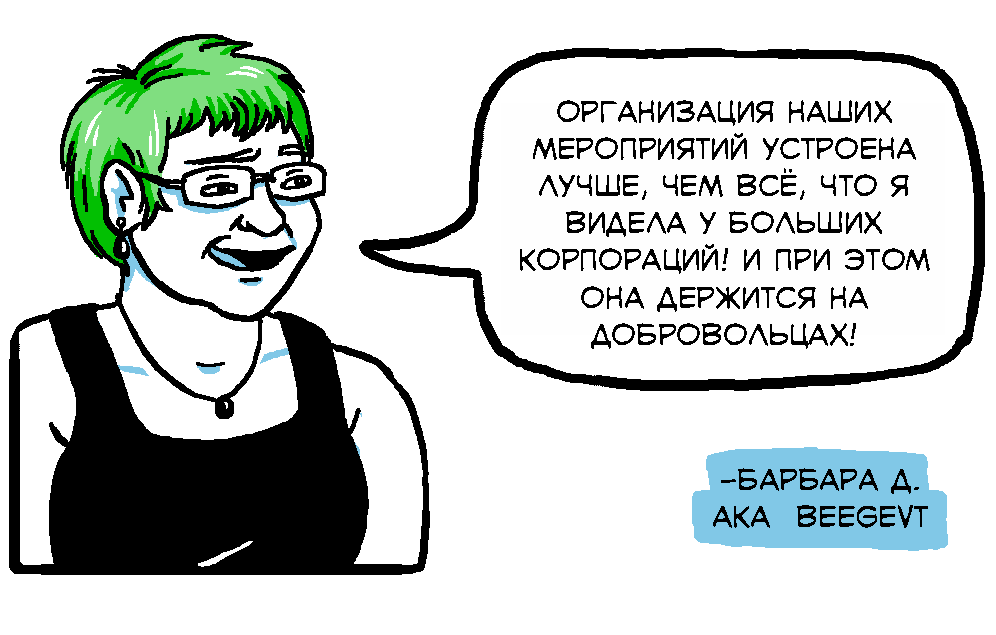 ОРГАНИЗАЦИЯ НАШИХ
МЕРОПРИЯТИЙ УСТРОЕНА
ЛУЧШЕ, ЧЕМ ВСЁ, ЧТО Я
ВИДЕЛА У БОЛЬШИХ
КОРПОРАЦИЙ! И ПРИ ЭТОМ
ОНА ДЕРЖИТСЯ НА
ДОБРОВОЛЬЦАХ!
–БАРБАРА Д.
АКА BEEGEVT